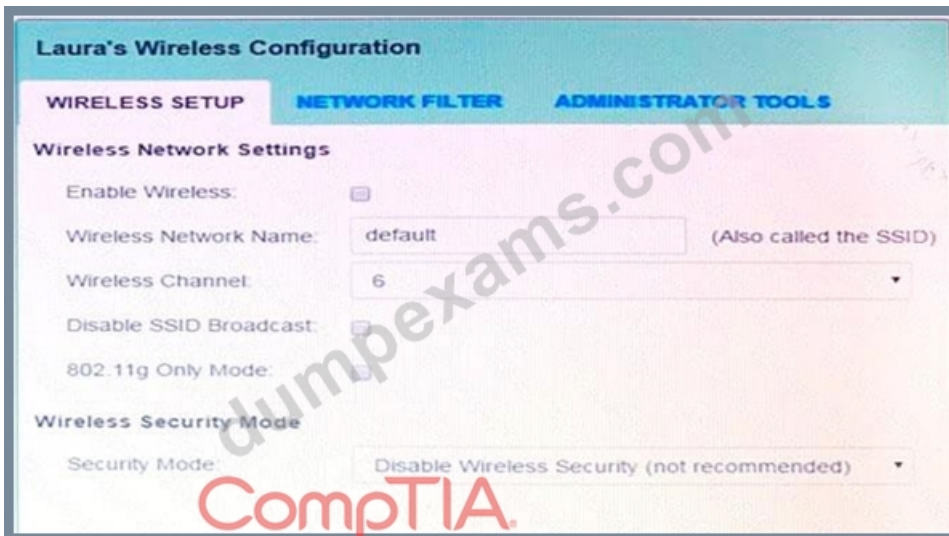 Laura's Wireless Configuration
WIRELESS SETUP NETWORK FILTER ADMINISTRATOR TOOLS
Wireless Network Settings
Enable Wireless:
Wireless Network Name: default (Also called the SSID)
Wireless Channel: 6
Disable SSID Broadcast:
802.11g Only Mode:
Wireless Security Mode
Security Mode: Disable Wireless Security (not recommended)
dumpexams.com
CompTIA.